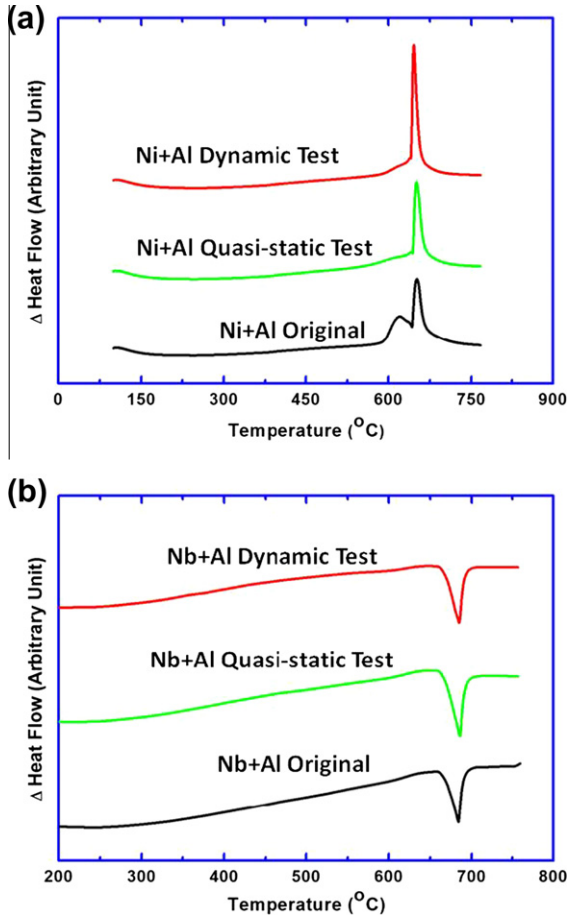 (a)
Δ Heat Flow (Arbitrary Unit)
Ni+Al Dynamic Test
Ni+Al Quasi-static Test
Ni+Al Original
0 150 300 450 600 750 900
Temperature (°C)
(b)
Δ Heat Flow (Arbitrary Unit)
Nb+Al Dynamic Test
Nb+Al Quasi-static Test
Nb+Al Original
200 300 400 500 600 700 800
Temperature (°C)